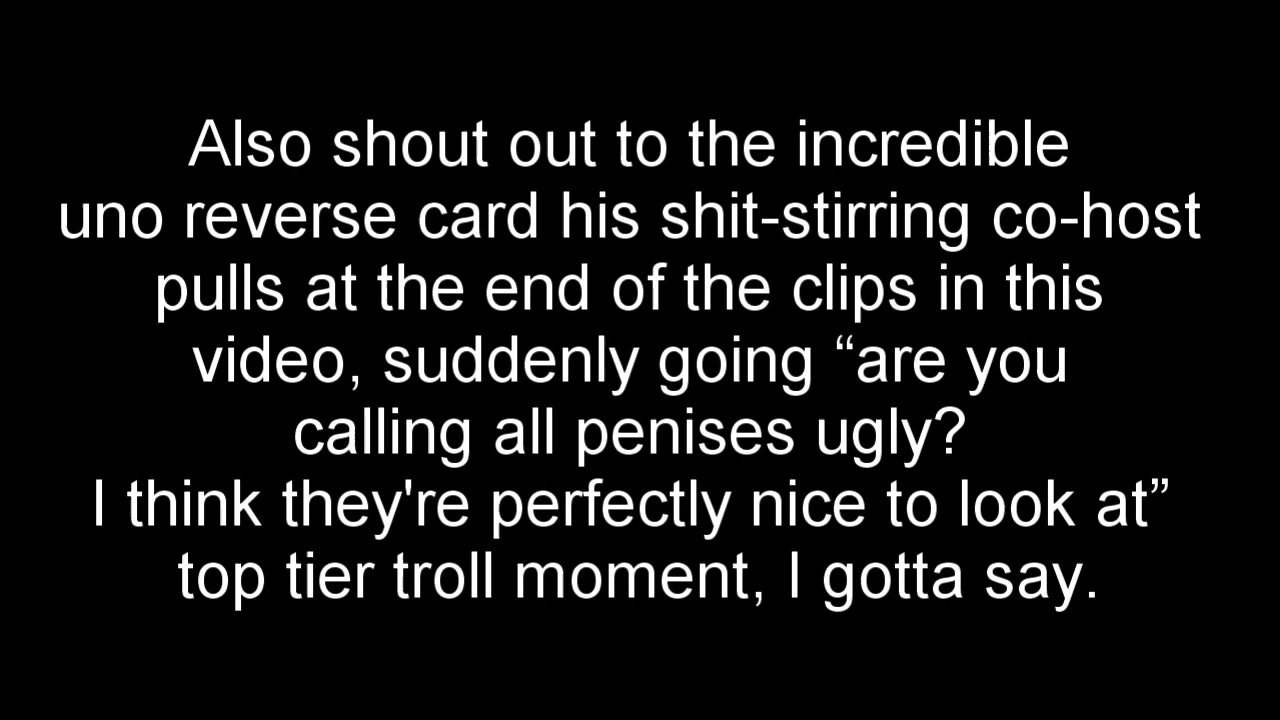 Also shout out to the incredible
uno reverse card his shit-stirring co-host
pulls at the end of the clips in this
video, suddenly going “are you
calling all penises ugly?
I think they're perfectly nice to look at”
top tier troll moment, I gotta say.